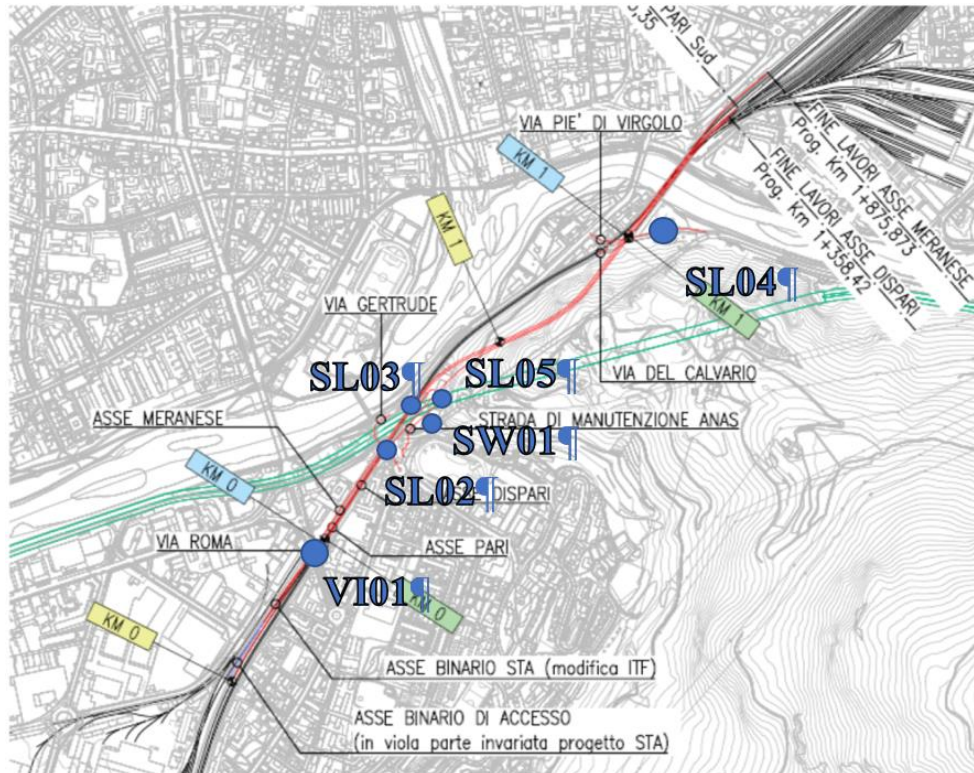 PARI Sud
,35
VIA PIE' DI VIRGOLO
KM 1
KM 1
FINE LAVORI ASSE MERANESE
Prog. Km 1+875,873
FINE LAVORI ASSE DISPARI
Prog. Km 1+358,42
SL04¶
KM 1
VIA GERTRUDE
SL03¶
SL05¶
VIA DEL CALVARIO
ASSE MERANESE
STRADA DI MANUTENZIONE ANAS
SW01¶
KM 0
SL02¶
DISPARI
VIA ROMA
ASSE PARI
VI01¶
KM 0
KM 0
ASSE BINARIO STA (modifica ITF)
ASSE BINARIO DI ACCESSO
(in viola parte invariata progetto STA)